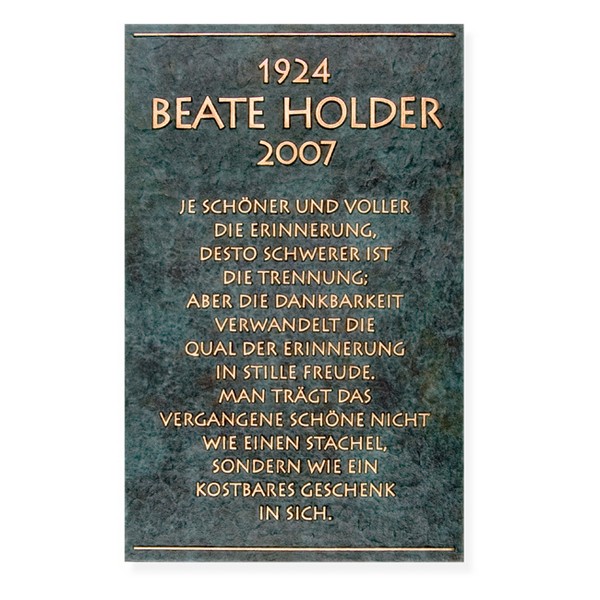 1924
BEATE HOLDER
2007
JE SCHÖNER UND VOLLER
DIE ERINNERUNG,
DESTO SCHWERER IST
DIE TRENNUNG;
ABER DIE DANKBARKEIT
VERWANDELT DIE
QUAL DER ERINNERUNG
IN STILLE FREUDE.
MAN TRÄGT DAS
VERGANGENE SCHÖNE NICHT
WIE EINEN STACHEL,
SONDERN WIE EIN
KOSTBARES GESCHENK
IN SICH.